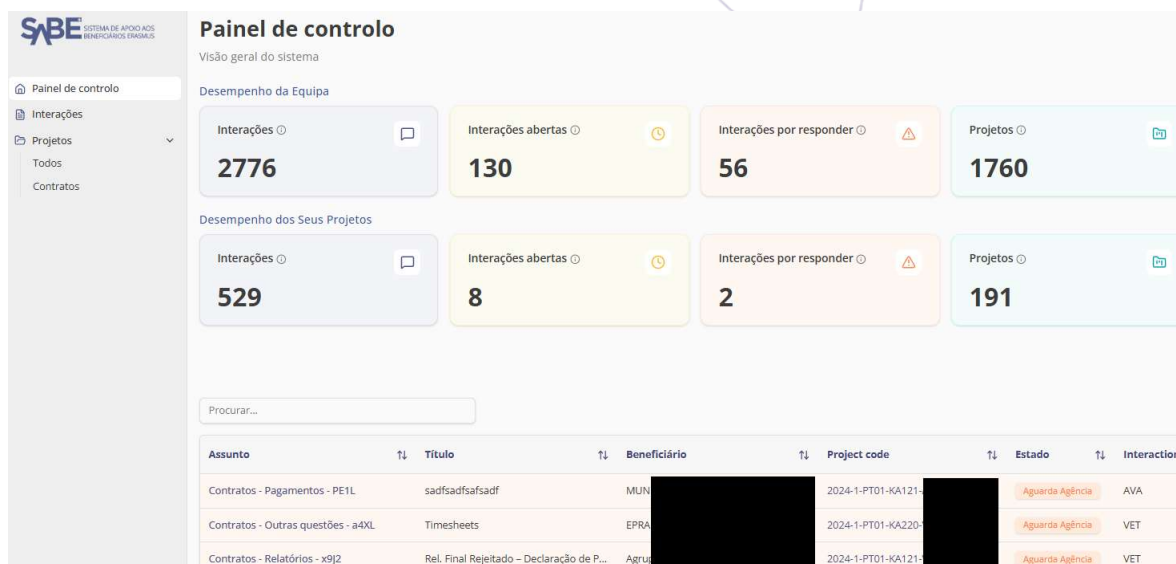 SABE SISTEMA DE APOIO AOS
BENEFICIÁRIOS ERASMUS
Painel de controlo
Interações
Projetos
Todos
Contratos
Painel de controlo
Visão geral do sistema
Desempenho da Equipa
Interações Interações abertas Interações por responder Projetos
2776 130 56 1760
Desempenho dos Seus Projetos
Interações Interações abertas Interações por responder Projetos
529 8 2 191
Procurar...
Assunto Título Beneficiário Project code Estado Interaction
Contratos - Pagamentos - PE1L sadfsadfsafsadf MUN 2024-1-PT01-KA121- Aguarda Agência AVA
Contratos - Outras questões - a4XL Timesheets EPRA 2024-1-PT01-KA220- Aguarda Agência VET
Contratos - Relatórios - x9J2 Rel. Final Rejeitado – Declaração de P... Agrup 2024-1-PT01-KA121- Aguarda Agência VET